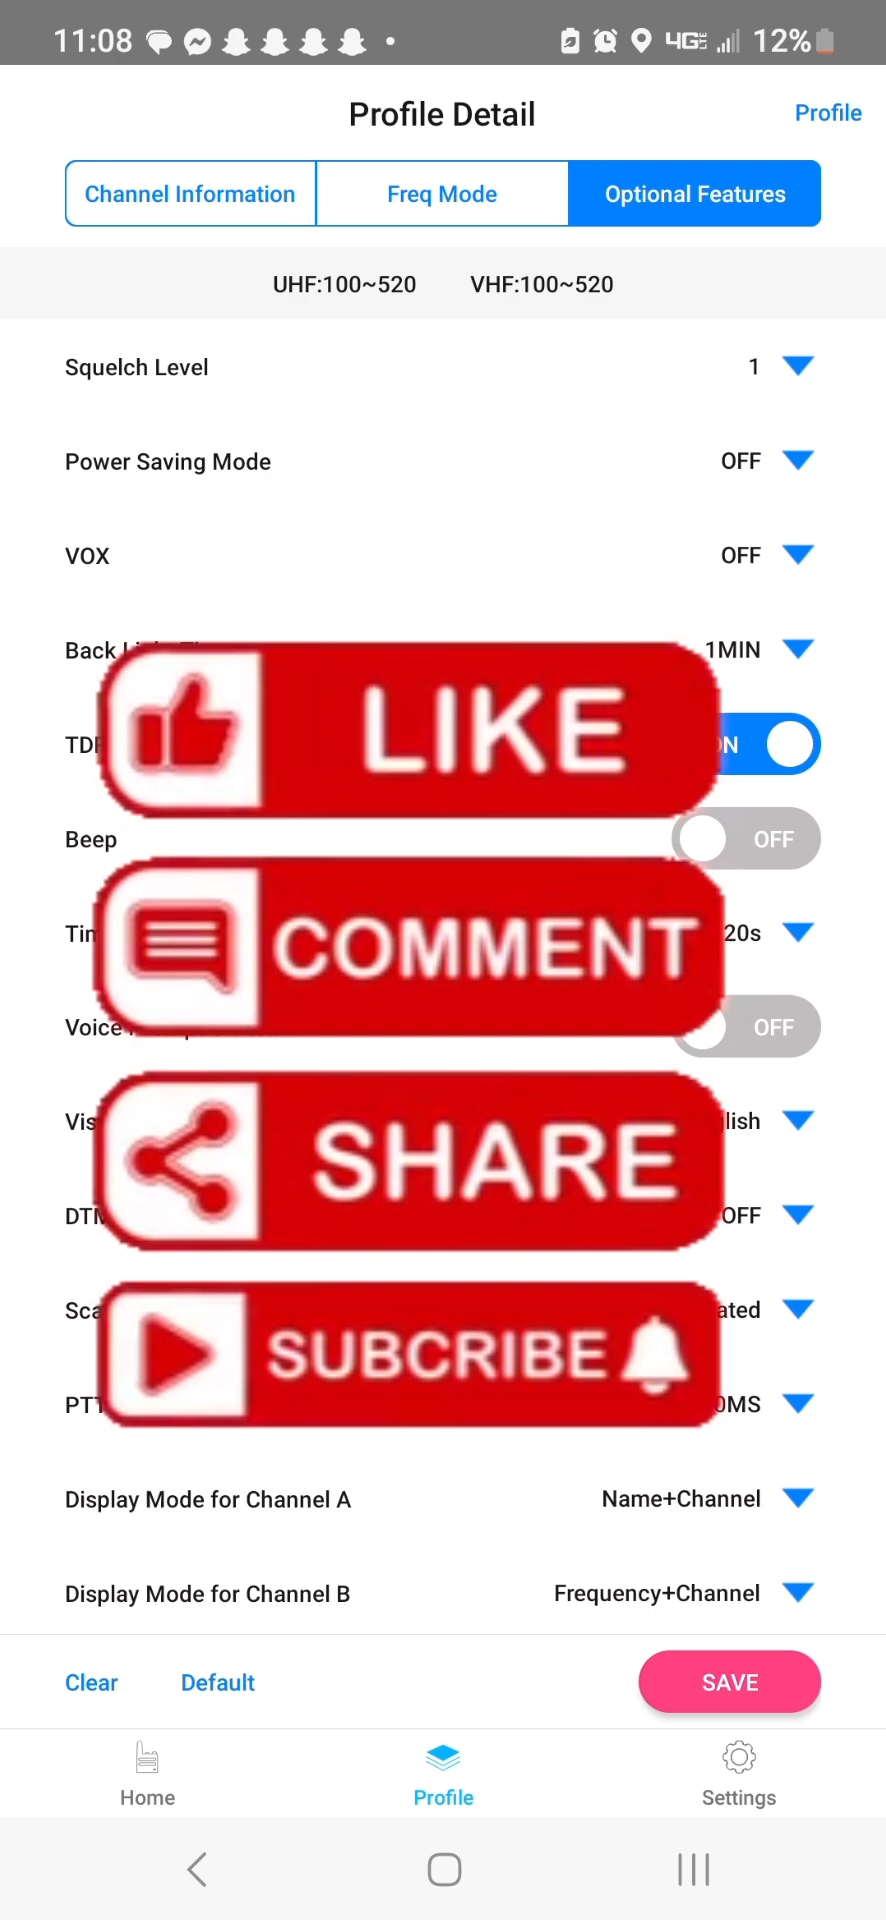 11:08 4G LTE 12%
Profile Detail Profile
Channel Information Freq Mode Optional Features
UHF:100~520 VHF:100~520
Squelch Level 1
Power Saving Mode OFF
VOX OFF
Back 1MIN
LIKE
Beep OFF
COMMENT
20s
Voice OFF
SHARE
OFF
SUBCRIBE
Display Mode for Channel A Name+Channel
Display Mode for Channel B Frequency+Channel
Clear Default SAVE
Home Profile Settings